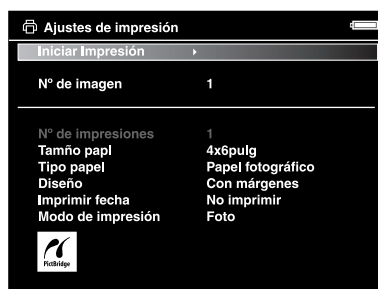 Ajustes de impresión
Iniciar Impresión
Nº de imagen 1
Nº de impresiones 1
Tamño papl 4x6pulg
Tipo papel Papel fotográfico
Diseño Con márgenes
Imprimir fecha No imprimir
Modo de impresión Foto
PictBridge